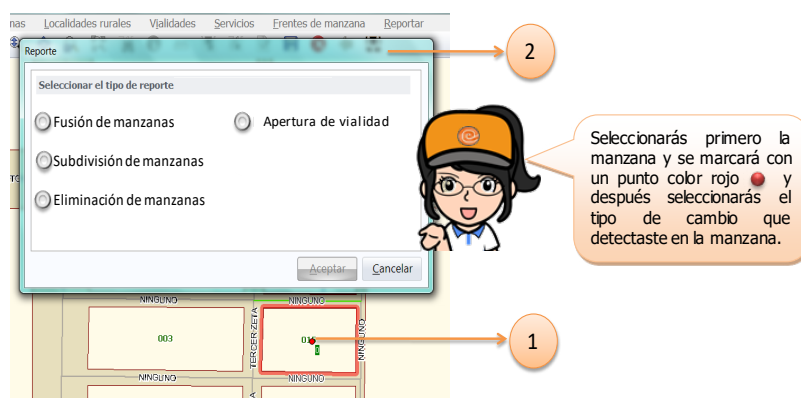 nas Localidades rurales Vialidades Servicios Frentes de manzana Reportar
Reporte
2
Seleccionar el tipo de reporte
Fusión de manzanas Apertura de vialidad
Subdivisión de manzanas
Eliminación de manzanas
Seleccionarás primero la
manzana y se marcará con
un punto color rojo y
después seleccionarás el
tipo de cambio que
detectaste en la manzana.
Aceptar Cancelar
NINGUNO NINGUNO
TERCER ZETA
NINGUNO
003
1
NINGUNO NINGUNO